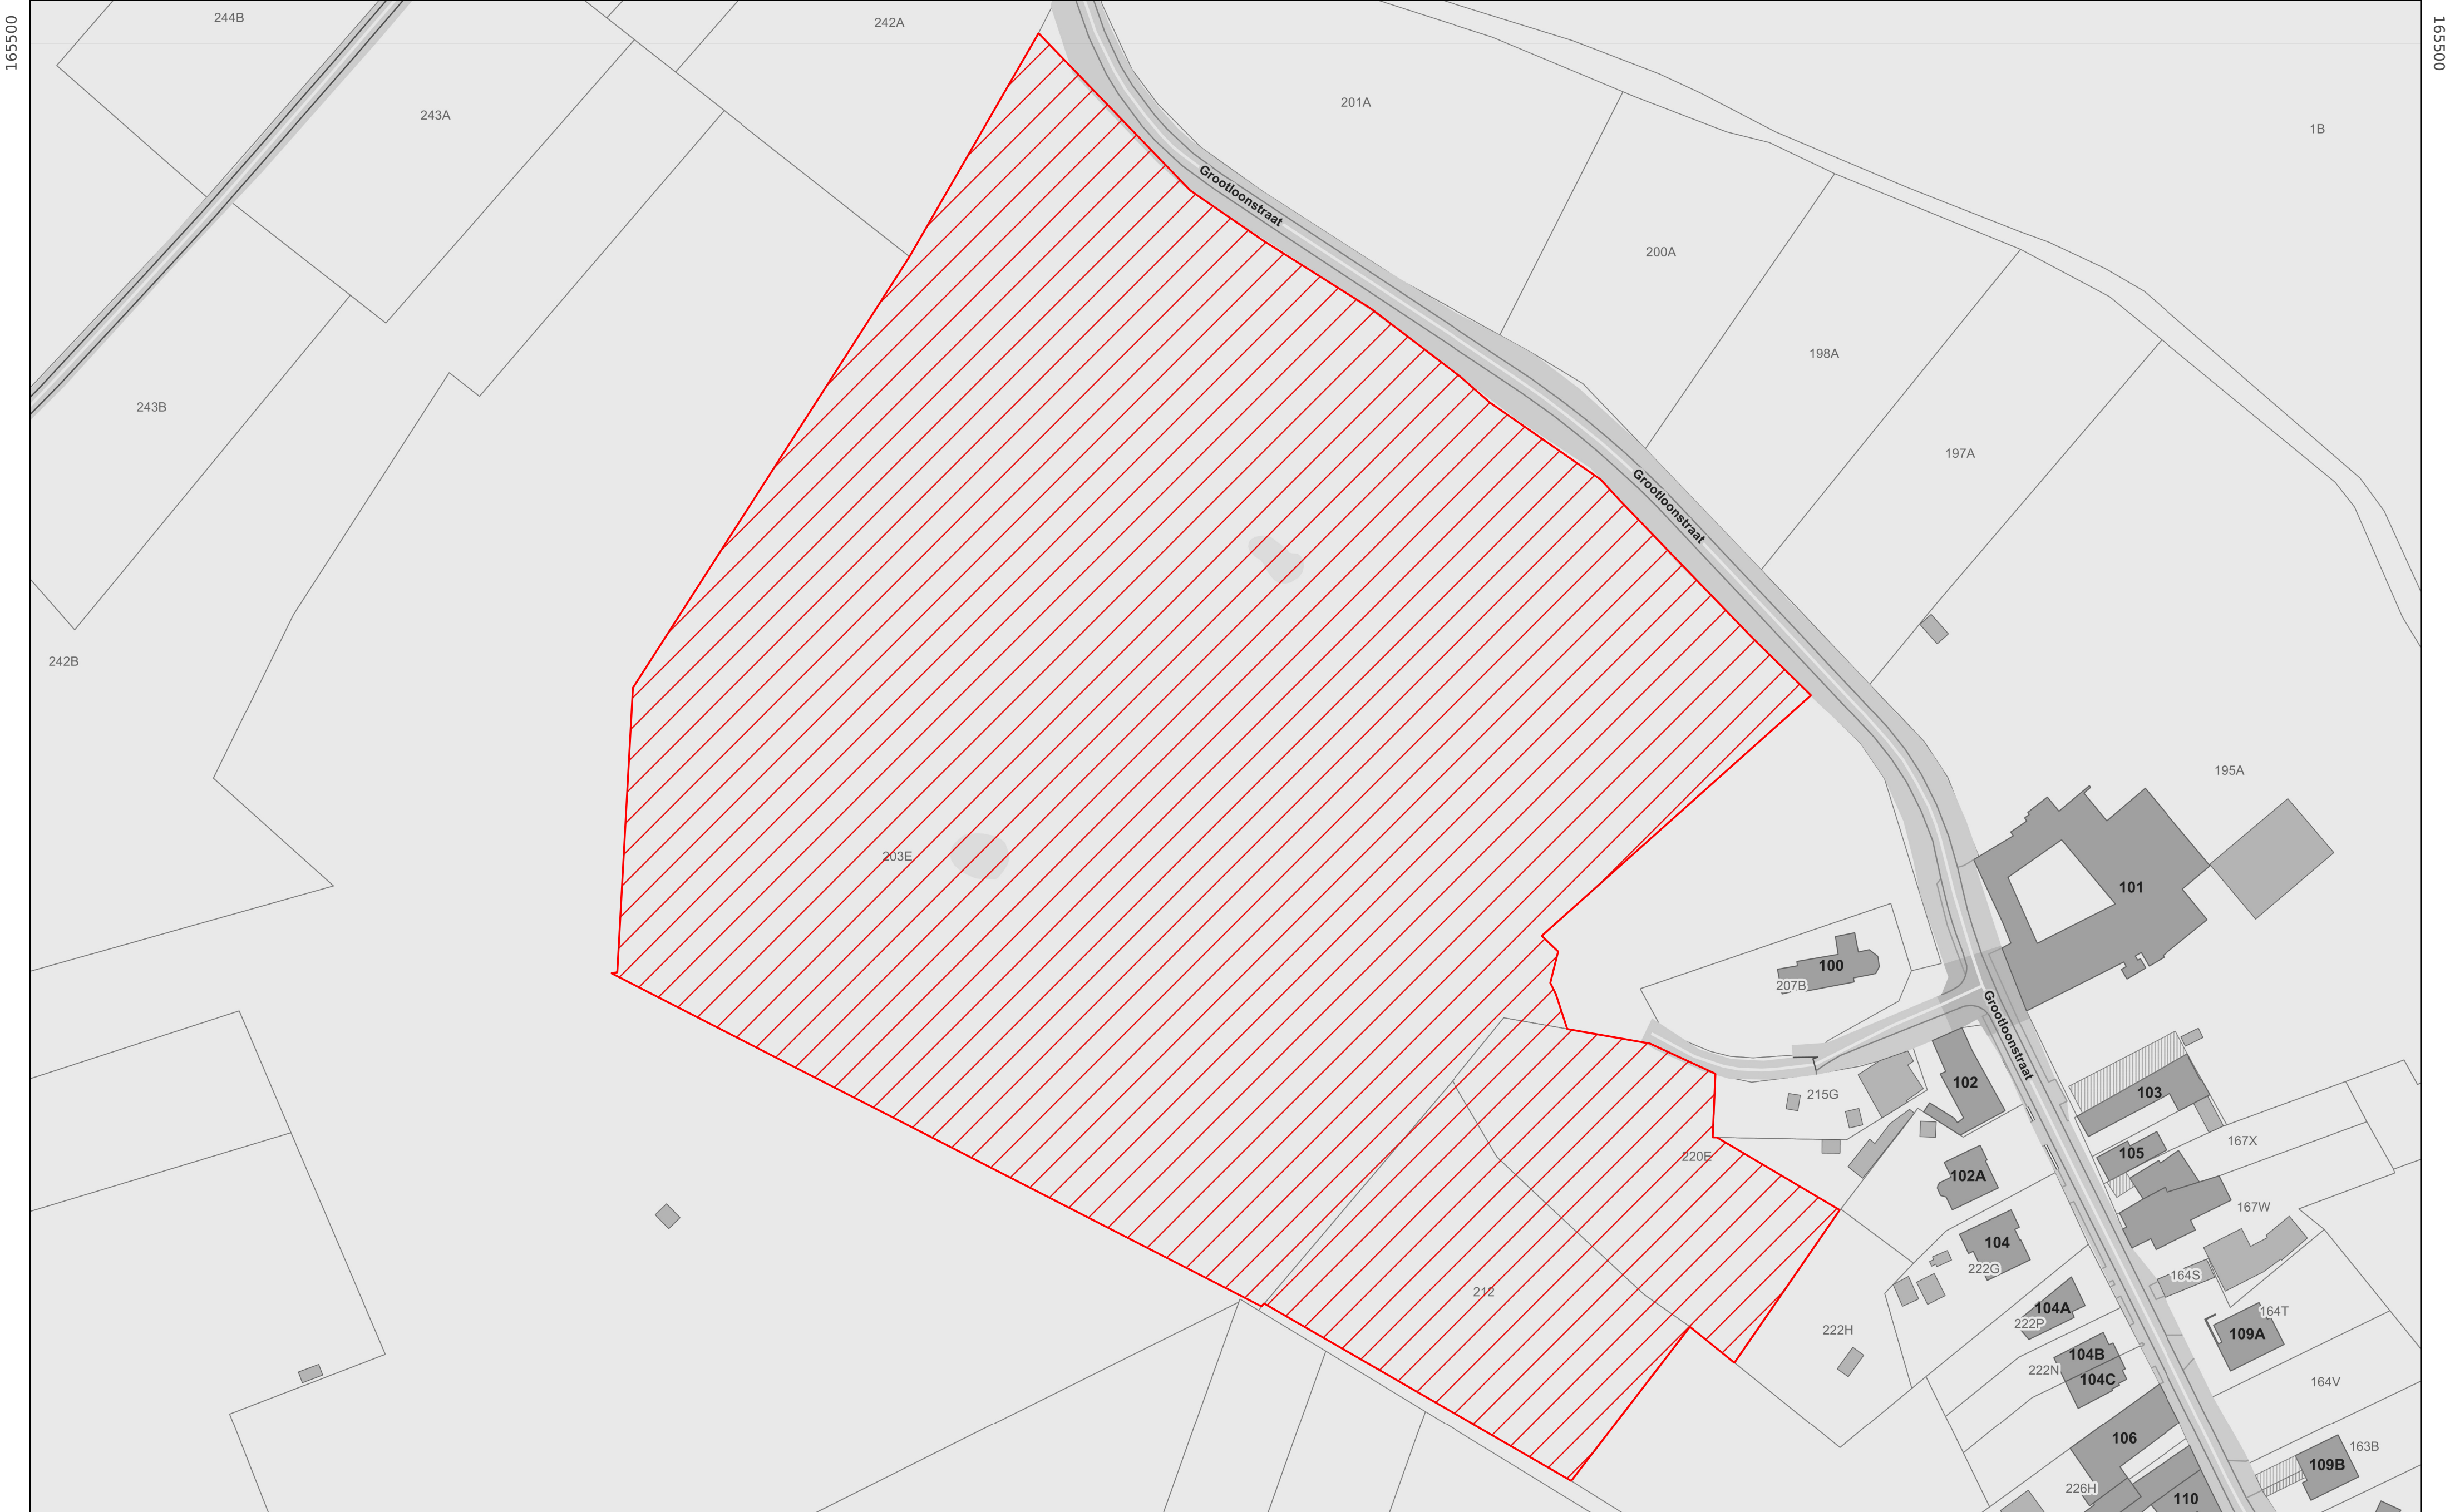 165500
165500
244B
242A
201A
1B
243A
Grootloonstraat
200A
198A
243B
197A
Grootloonstraat
242B
195A
203E
101
100
207B
Grootloonstraat
102
215G
103
167X
105
220E
102A
167W
104
222G
164S
212
104A
164T
222P
222H
109A
104B
222N
104C
164V
106
163B
109B
226H
110